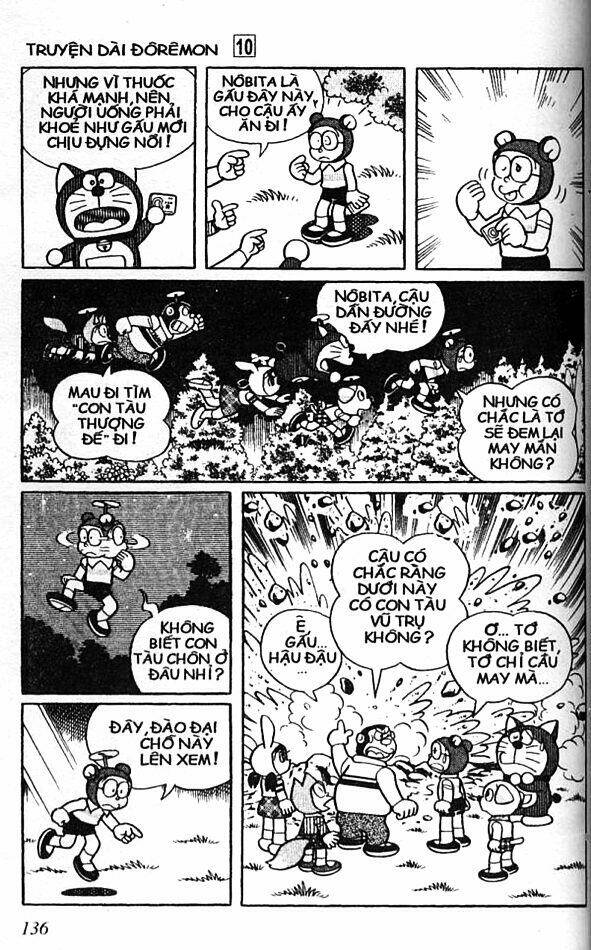 TRUYỆN DÀI ĐÔRÊMON 10
NHƯNG VÌ THUỐC
KHÁ MẠNH, NÊN
NGƯỜI UỐNG PHẢI
KHOẺ NHƯ GẤU MỚI
CHỊU ĐỰNG NỔI!
NÔBITA LÀ
GẤU ĐÂY NÀY,
CHO CẬU ẤY
ĂN ĐI!
NÔBITA, CẬU
DẪN ĐƯỜNG
ĐẤY NHÉ!
MAU ĐI TÌM
"CON TÀU
THƯỢNG
ĐẾ" ĐI!
NHƯNG CÓ
CHẮC LÀ TỚ
SẼ ĐEM LẠI
MAY MẮN
KHÔNG?
KHÔNG
BIẾT CON
TÀU CHÔN Ở
ĐÂU NHỈ?
ĐÂY, ĐÀO ĐẠI
CHỖ NÀY
LÊN XEM!
CẬU CÓ
CHẮC RẰNG
DƯỚI NÀY
CÓ CON TÀU
VŨ TRỤ
KHÔNG?
Ê,
GẤU...
HẬU ĐẬU...
Ơ... TỚ
KHÔNG BIẾT,
TỚ CHỈ CẦU
MAY MÀ...
136